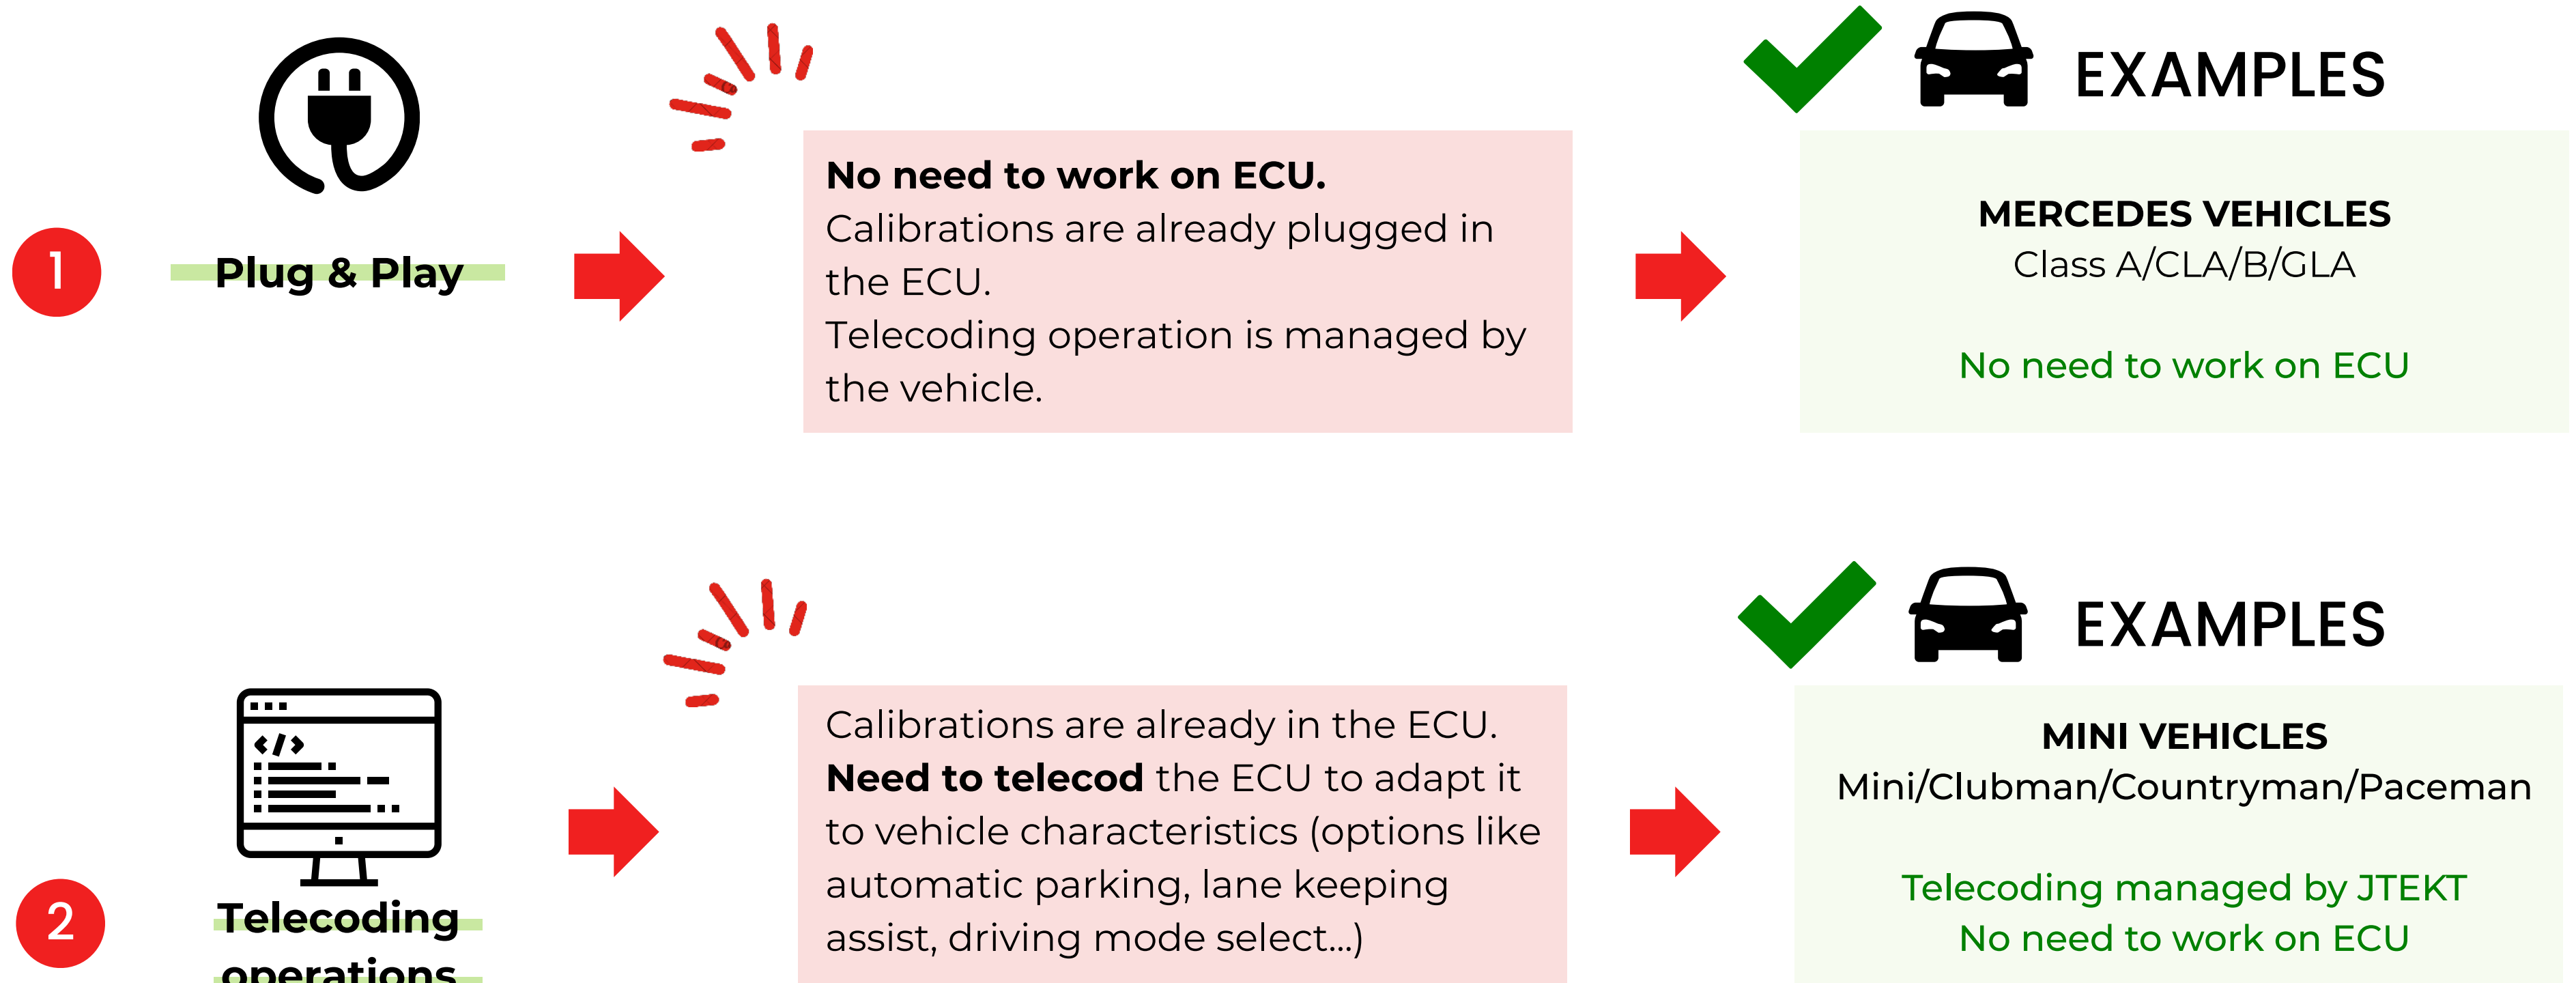 EXAMPLES
1
Plug & Play
No need to work on ECU.
Calibrations are already plugged in
the ECU.
Telecoding operation is managed by
the vehicle.
MERCEDES VEHICLES
Class A/CLA/B/GLA
No need to work on ECU
EXAMPLES
</>
2
Telecoding
operations
Calibrations are already in the ECU.
Need to telecod the ECU to adapt it
to vehicle characteristics (options like
automatic parking, lane keeping
assist, driving mode select...)
MINI VEHICLES
Mini/Clubman/Countryman/Paceman
Telecoding managed by JTEKT
No need to work on ECU